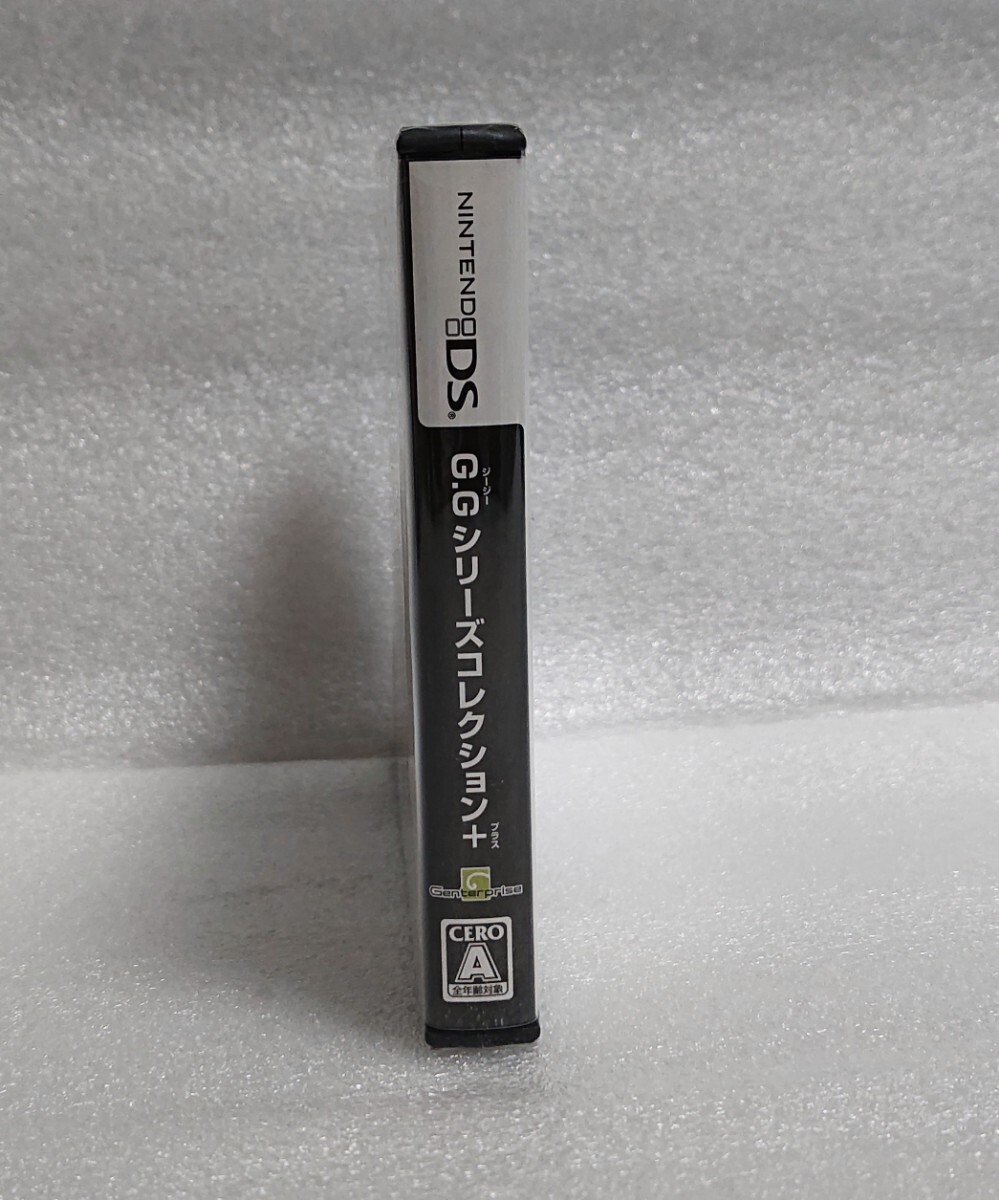 NINTENDO DS®
G.Gシリーズコレクション+
ジージー
プラス
Genterprise
CERO
A
全年齢対象